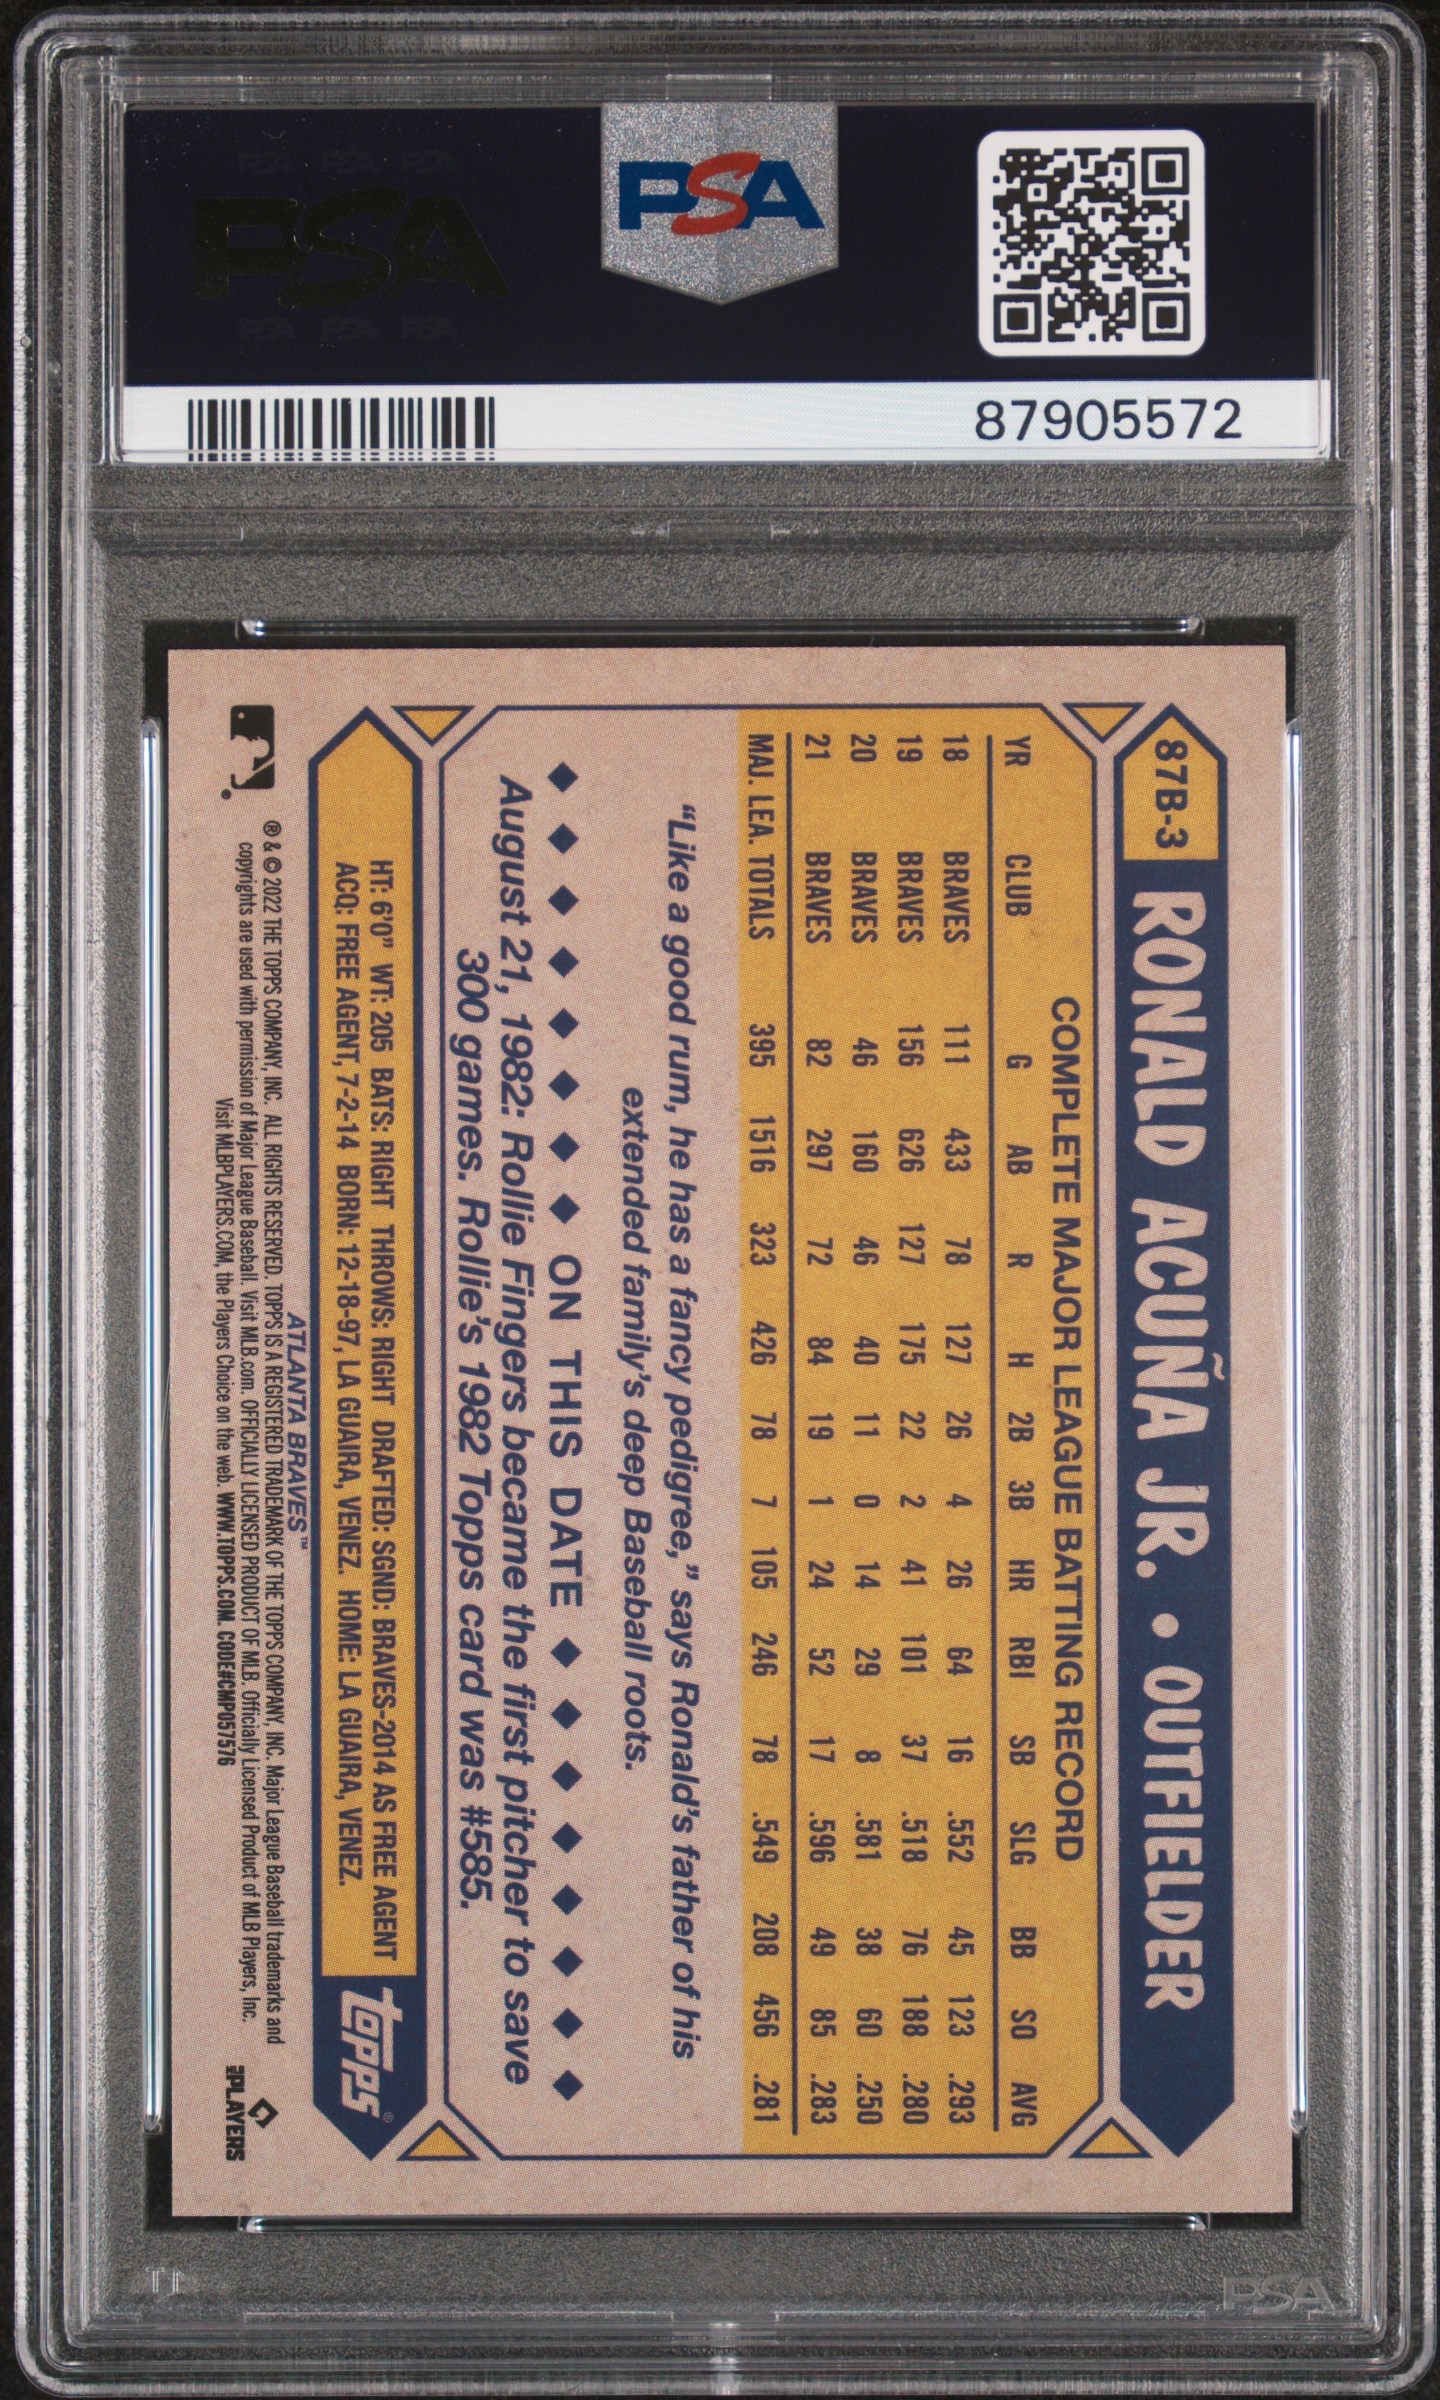 PSA PSA PSA
PSA
PSA PSA PSA
PSA
87905572
87B-3 RONALD ACUÑA JR. • OUTFIELDER
COMPLETE MAJOR LEAGUE BATTING RECORD
YR CLUB G AB R H 2B 3B HR RBI SB SLG BB SO AVG
18 BRAVES 111 433 78 127 26 4 26 64 16 .552 45 123 .293
19 BRAVES 156 626 127 175 22 2 41 101 37 .518 76 188 .280
20 BRAVES 46 160 46 40 11 0 14 29 8 .581 38 60 .250
21 BRAVES 82 297 72 84 19 1 24 52 17 .596 49 85 .283
MAJ. LEA. TOTALS 395 1516 323 426 78 7 105 246 78 .549 208 456 .281
“Like a good rum, he has a fancy pedigree,” says Ronald’s father of his
extended family’s deep Baseball roots.
◆ ◆ ◆ ◆ ◆ ◆ ◆ ◆ ON THIS DATE ◆ ◆ ◆ ◆ ◆ ◆ ◆ ◆
August 21, 1982: Rollie Fingers became the first pitcher to save
300 games. Rollie’s 1982 Topps card was #585.
HT: 6'0" WT: 205 BATS: RIGHT THROWS: RIGHT DRAFTED: SGND: BRAVES-2014 AS FREE AGENT
ACQ: FREE AGENT, 7-2-14 BORN: 12-18-97, LA GUAIRA, VENEZ. HOME: LA GUAIRA, VENEZ.
topps®
ATLANTA BRAVES™
® & © 2022 THE TOPPS COMPANY, INC. ALL RIGHTS RESERVED. TOPPS IS A REGISTERED TRADEMARK OF THE TOPPS COMPANY, INC. Major League Baseball trademarks and
copyrights are used with permission of Major League Baseball. Visit MLB.com. OFFICIALLY LICENSED PRODUCT OF MLB. Officially Licensed Product of MLB Players, Inc.
Visit MLBPLAYERS.COM, the Players Choice on the web. WWW.TOPPS.COM. CODE#CMP057576
MLB PLAYERS
PSA